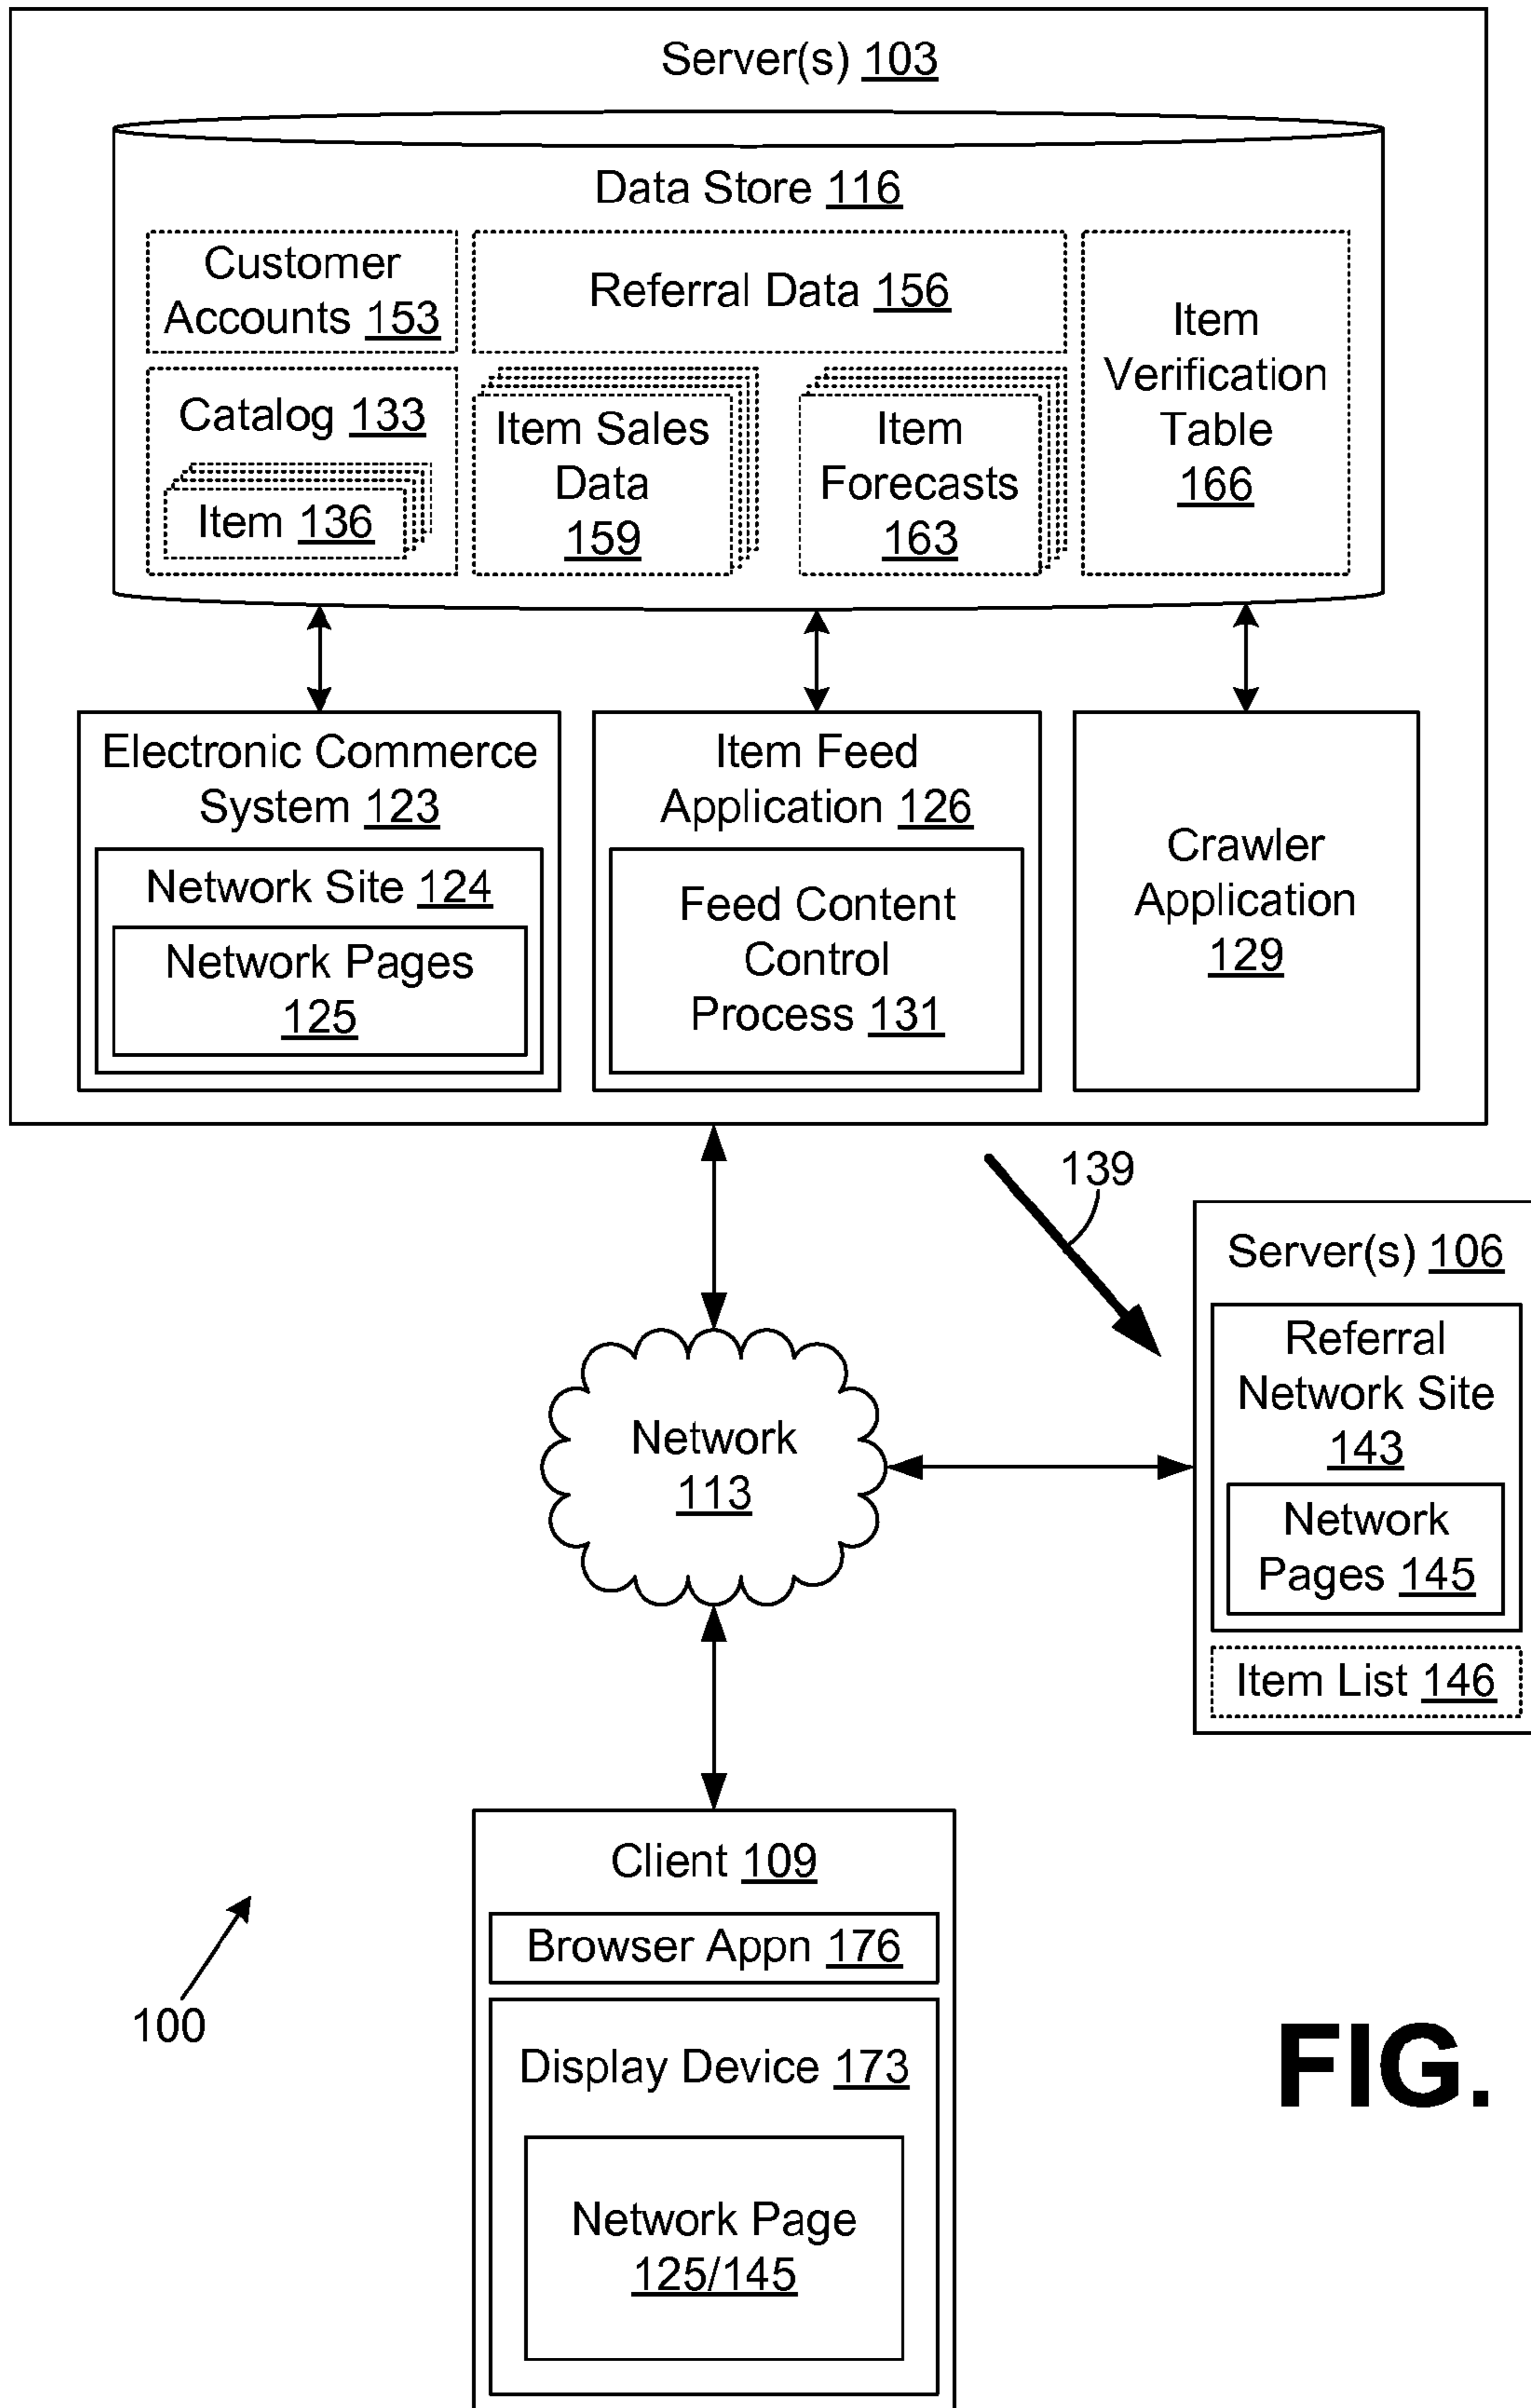 Server(s) 103
Data Store 116
Customer
Accounts 153
Referral Data 156
Item
Verification
Table
166
Catalog 133
Item 136
Item Sales
Data
159
Item
Forecasts
163
Electronic Commerce
System 123
Network Site 124
Network Pages
125
Item Feed
Application 126
Feed Content
Control
Process 131
Crawler
Application
129
139
Server(s) 106
Referral
Network Site
143
Network
Pages 145
Item List 146
Network
113
Client 109
Browser Appn 176
Display Device 173
Network Page
125/145
100
FIG.